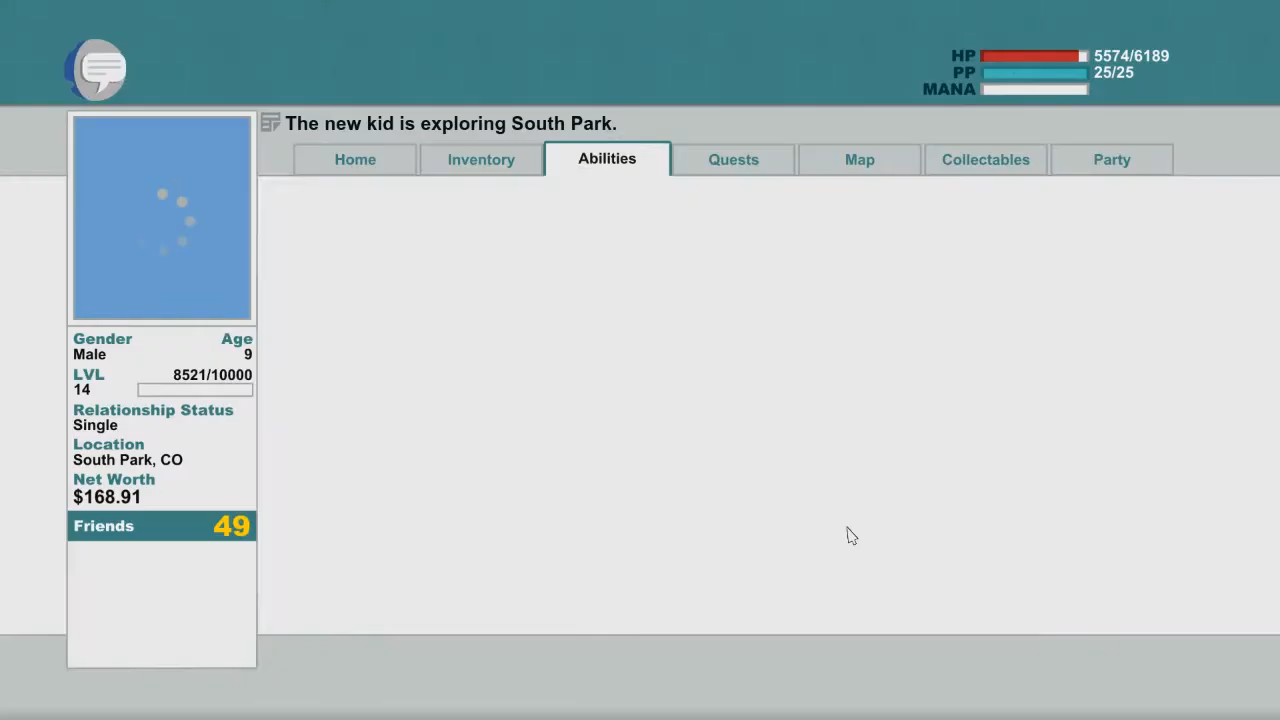 HP 5574/6189
PP 25/25
MANA
The new kid is exploring South Park.
Home Inventory Abilities Quests Map Collectables Party
Gender Age
Male 9
LVL 8521/10000
14
Relationship Status
Single
Location
South Park, CO
Net Worth
$168.91
Friends 49